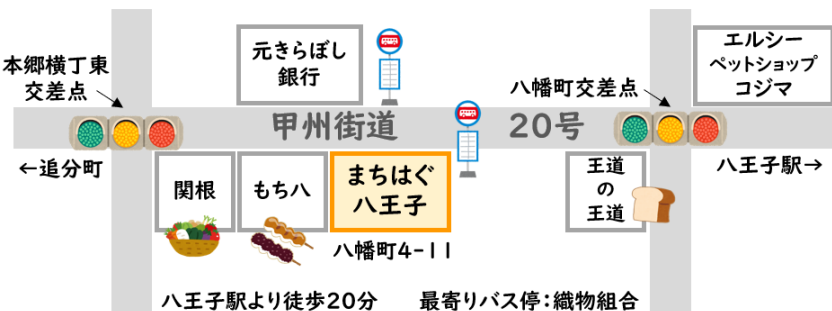 元きらぼし
銀行
エルシー
ペットショップ
コジマ
本郷横丁東
交差点
八幡町交差点
甲州街道
20号
←追分町
八王子駅→
関根
もち八
まちはぐ
八王子
王道
の
王道
八幡町4-11
八王子駅より徒歩20分
最寄りバス停：織物組合